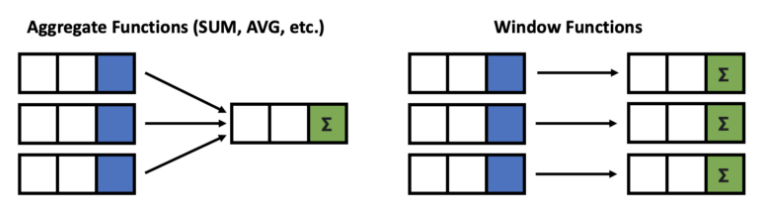 Aggregate Functions (SUM, AVG, etc.)
Window Functions
Σ
Σ
Σ
Σ